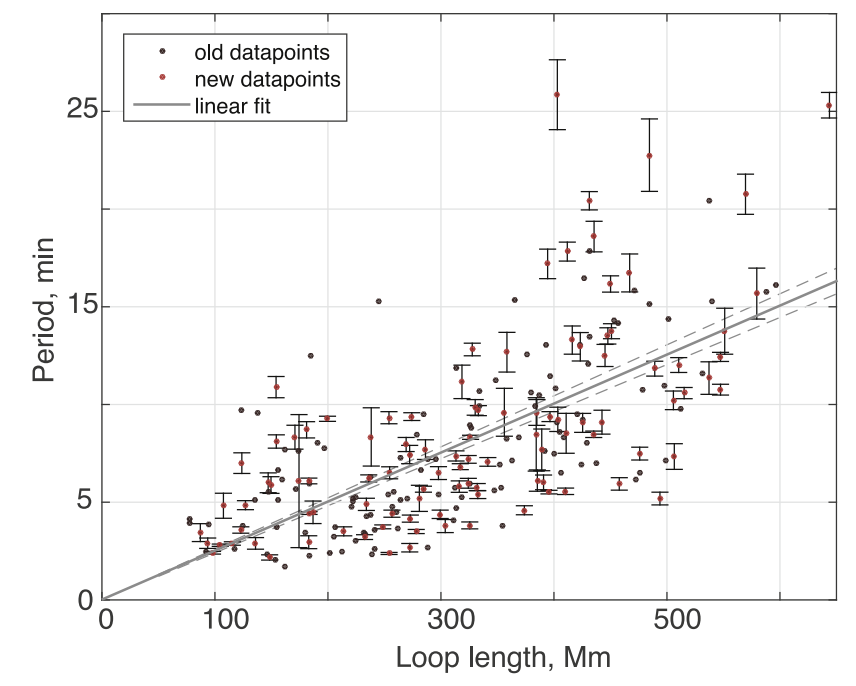 old datapoints
new datapoints
linear fit
25
15
5
0
0 100 300 500
Period, min
Loop length, Mm